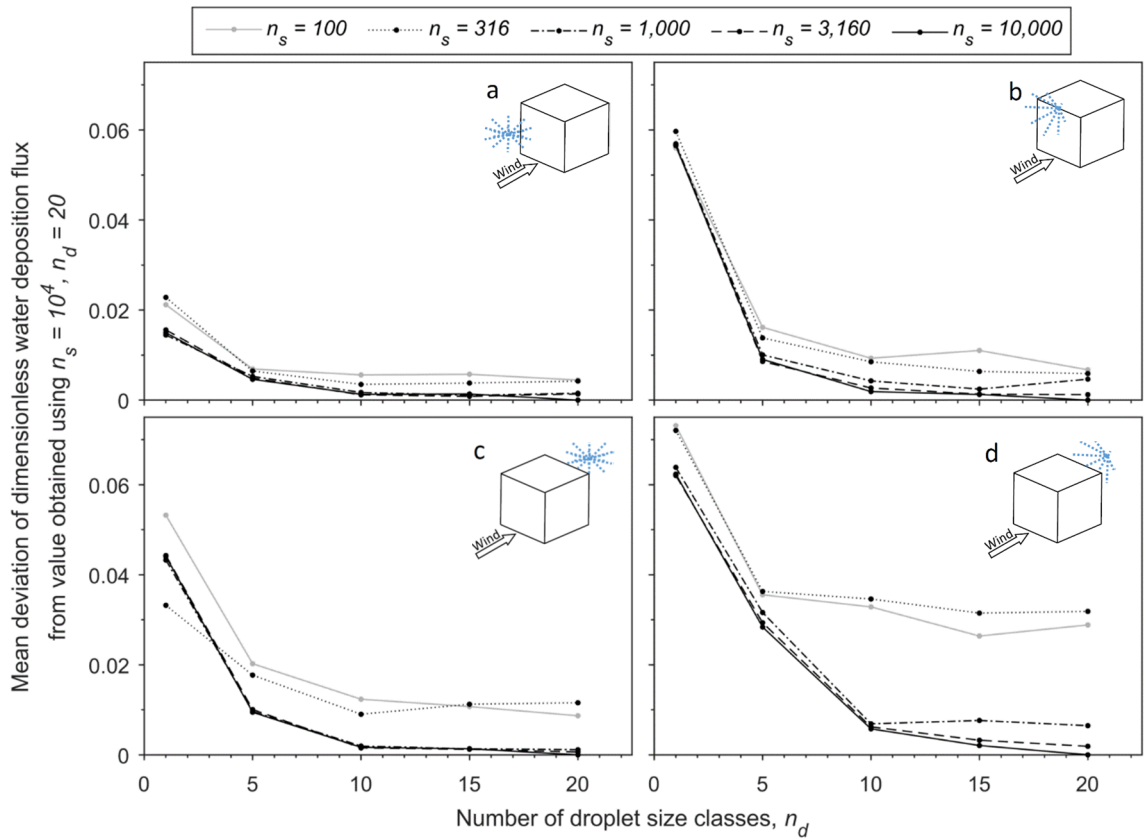 n_s = 100 n_s = 316 n_s = 1,000 n_s = 3,160 n_s = 10,000
Mean deviation of dimensionless water deposition flux
from value obtained using n_s = 10^4, n_d = 20
a
Wind
0.06
0.04
0.02
0
b
Wind
c
Wind
0.06
0.04
0.02
0
0 5 10 15 20
d
Wind
0 5 10 15 20
Number of droplet size classes, n_d